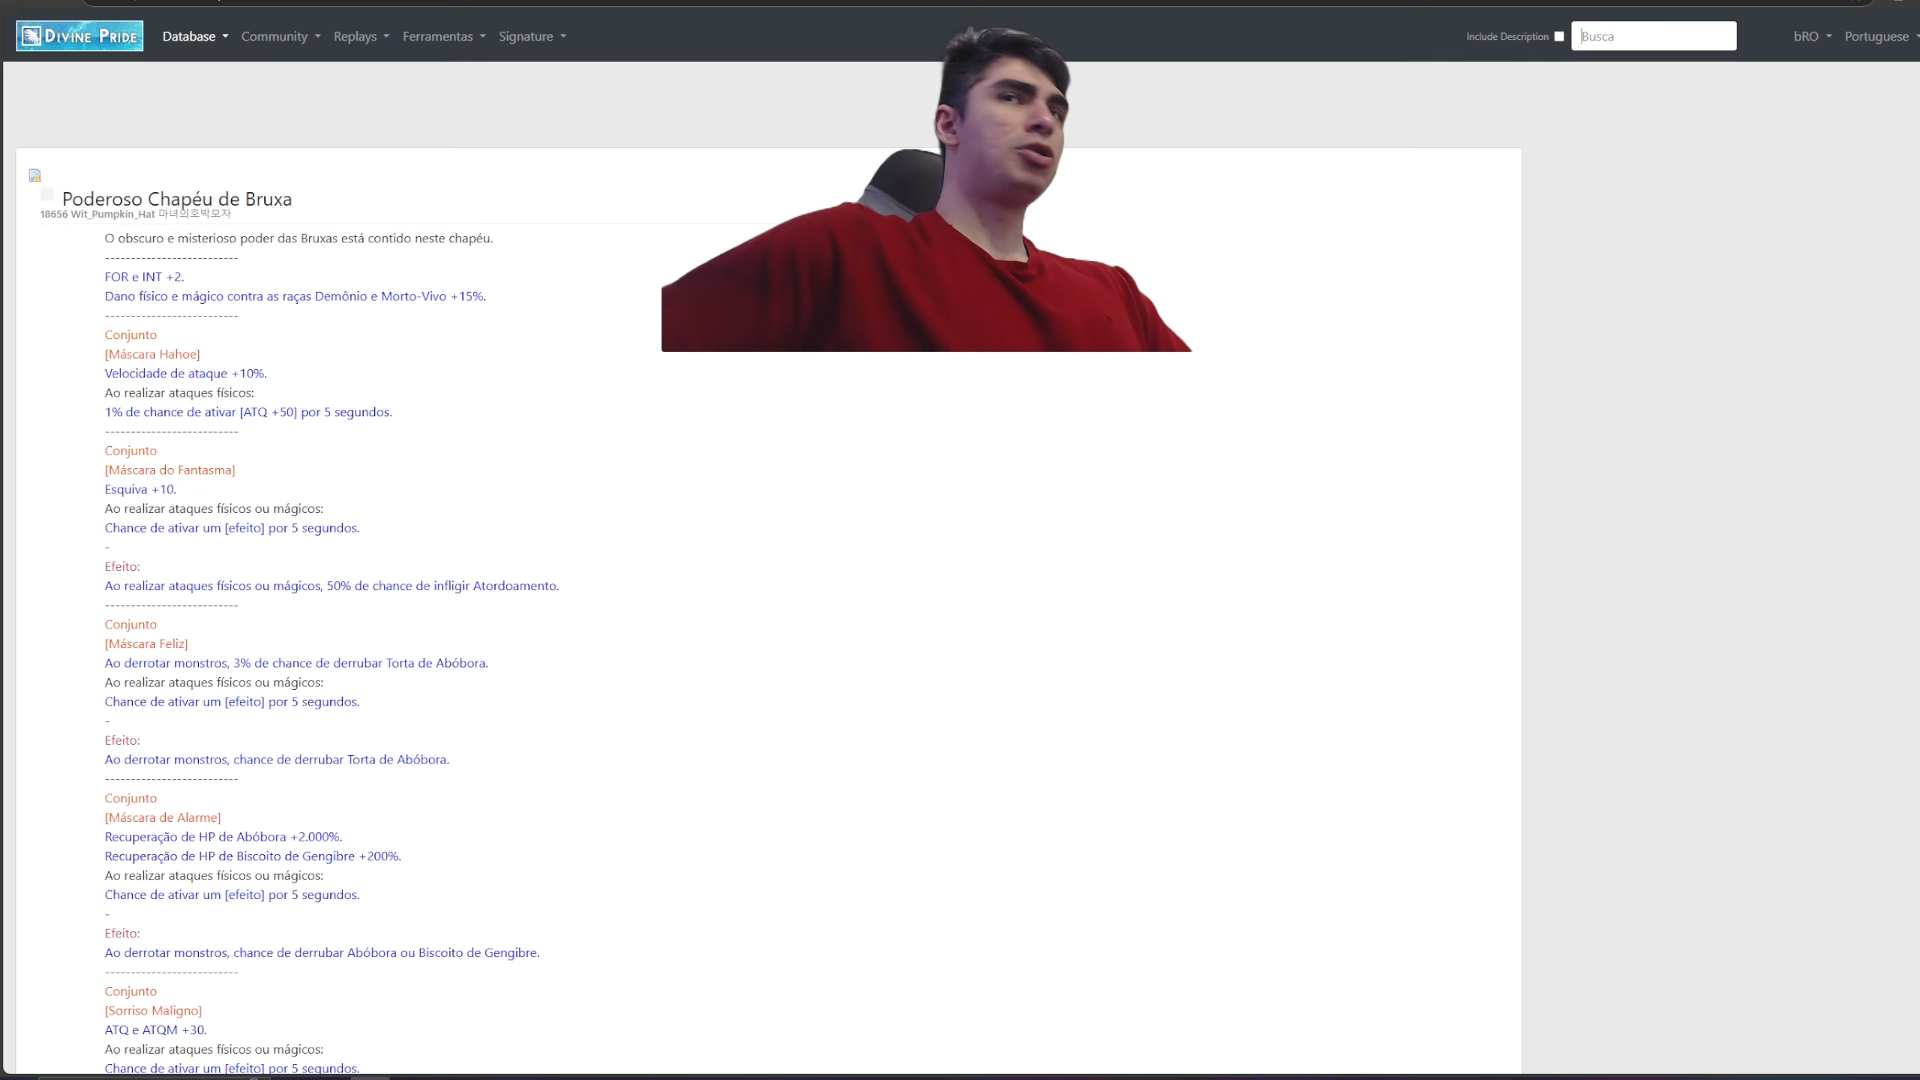 DIVINE PRIDE Database Community Replays Ferramentas Signature Include Description Busca bRO Portuguese
Poderoso Chapéu de Bruxa
18656 Wit_Pumpkin_Hat 마녀의호박모자
O obscuro e misterioso poder das Bruxas está contido neste chapéu.
--------------------------
FOR e INT +2.
Dano físico e mágico contra as raças Demônio e Morto-Vivo +15%.
--------------------------
Conjunto
[Máscara Hahoe]
Velocidade de ataque +10%.
Ao realizar ataques físicos:
1% de chance de ativar [ATQ +50] por 5 segundos.
--------------------------
Conjunto
[Máscara do Fantasma]
Esquiva +10.
Ao realizar ataques físicos ou mágicos:
Chance de ativar um [efeito] por 5 segundos.
-
Efeito:
Ao realizar ataques físicos ou mágicos, 50% de chance de infligir Atordoamento.
--------------------------
Conjunto
[Máscara Feliz]
Ao derrotar monstros, 3% de chance de derrubar Torta de Abóbora.
Ao realizar ataques físicos ou mágicos:
Chance de ativar um [efeito] por 5 segundos.
-
Efeito:
Ao derrotar monstros, chance de derrubar Torta de Abóbora.
--------------------------
Conjunto
[Máscara de Alarme]
Recuperação de HP de Abóbora +2.000%.
Recuperação de HP de Biscoito de Gengibre +200%.
Ao realizar ataques físicos ou mágicos:
Chance de ativar um [efeito] por 5 segundos.
-
Efeito:
Ao derrotar monstros, chance de derrubar Abóbora ou Biscoito de Gengibre.
--------------------------
Conjunto
[Sorriso Maligno]
ATQ e ATQM +30.
Ao realizar ataques físicos ou mágicos:
Chance de ativar um [efeito] por 5 segundos.